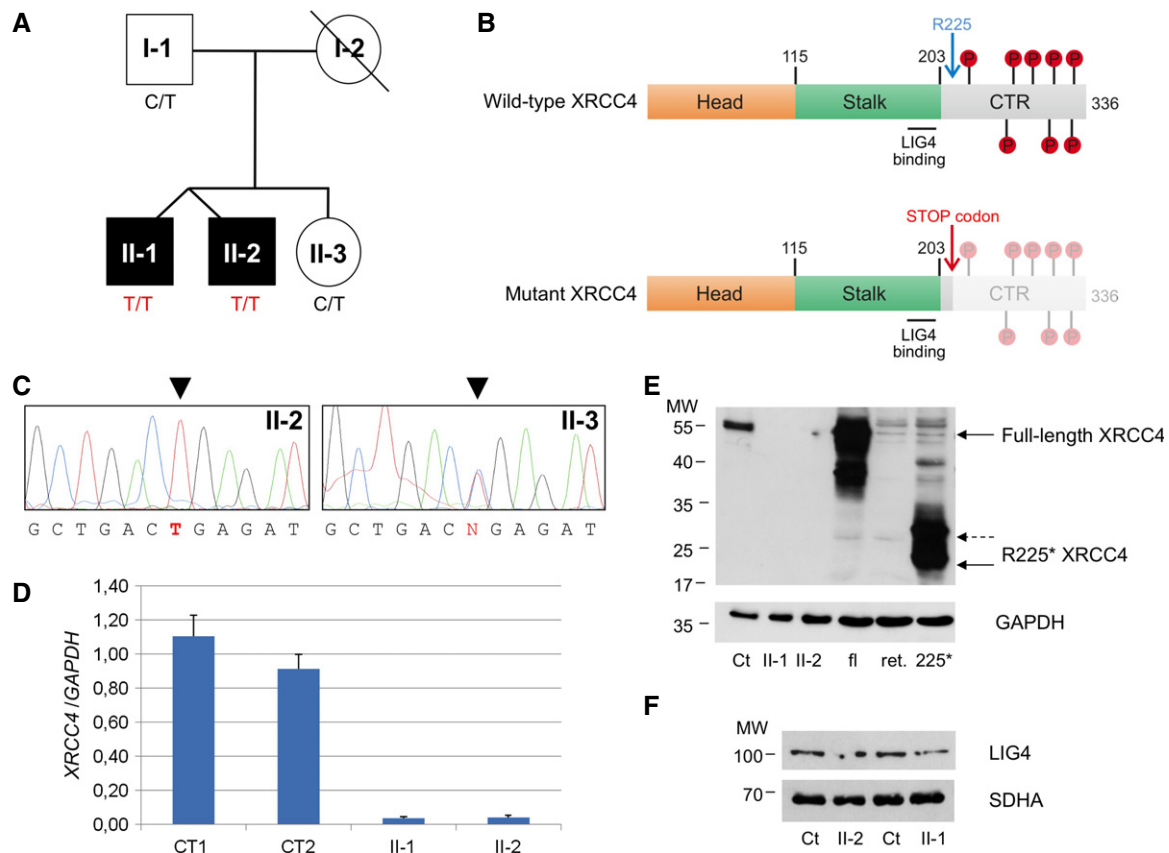 A
I-1
I-2
C/T
II-1
II-2
II-3
T/T
T/T
C/T
B
R225
115
203
P P P P P
Wild-type XRCC4
Head
Stalk
CTR
336
LIG4
binding
P P P
STOP codon
115
203
P P P P P
Mutant XRCC4
Head
Stalk
CTR
336
LIG4
binding
P P P
C
II-2
II-3
G C T G A C T G A G A T
G C T G A C N G A G A T
D
XRCC4/GAPDH
1,40
1,20
1,00
0,80
0,60
0,40
0,20
0,00
CT1
CT2
II-1
II-2
E
MW
55
40
35
25
17
Full-length XRCC4
R225* XRCC4
35
GAPDH
Ct II-1 II-2 fl ret. 225*
F
MW
100
LIG4
70
SDHA
Ct II-2 Ct II-1